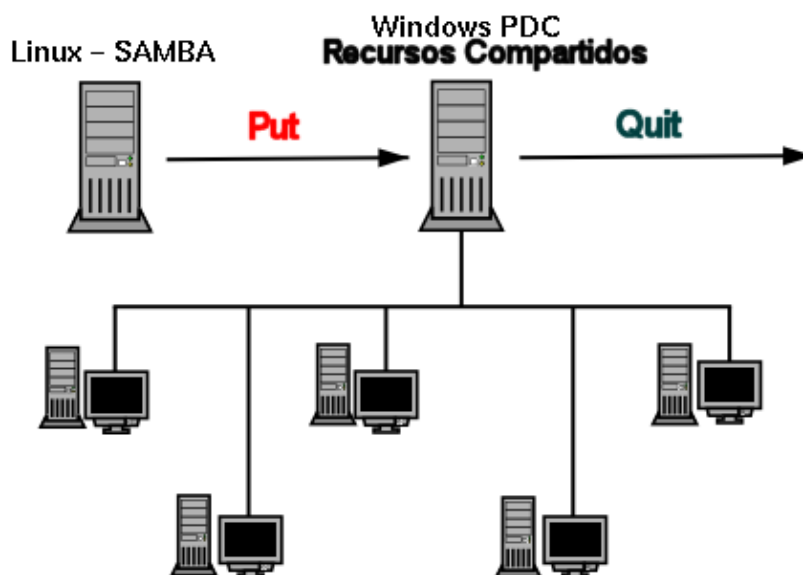 Linux – SAMBA
Windows PDC
Recursos Compartidos
Put
Quit